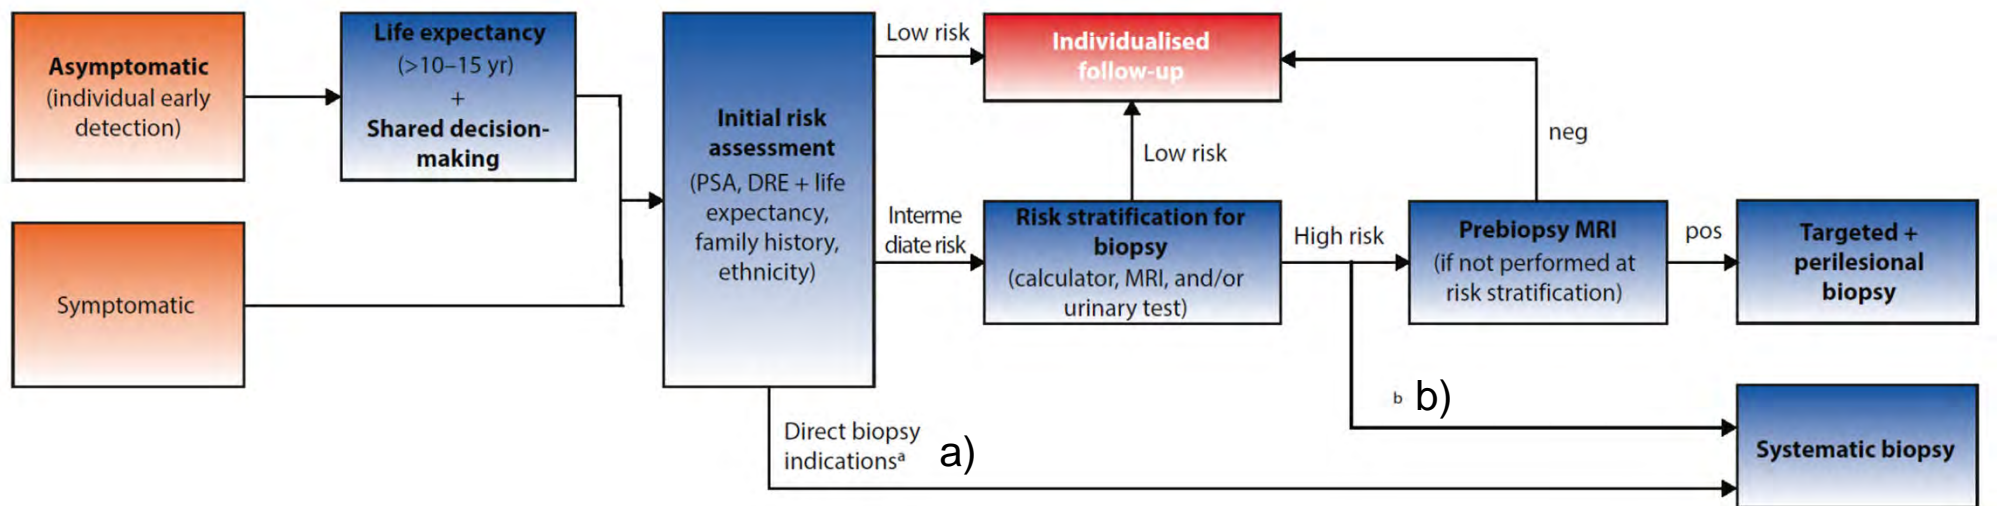 Asymptomatic
(individual early
detection)
Life expectancy
(>10–15 yr)
+
Shared decision-
making
Symptomatic
Initial risk
assessment
(PSA, DRE + life
expectancy,
family history,
ethnicity)
Low risk
Individualised
follow-up
Low risk
neg
Interme
diate risk
Risk stratification for
biopsy
(calculator, MRI, and/or
urinary test)
High risk
Prebiopsy MRI
(if not performed at
risk stratification)
pos
Targeted +
perilesional
biopsy
b b)
Direct biopsy
indicationsᵃ a)
Systematic biopsy